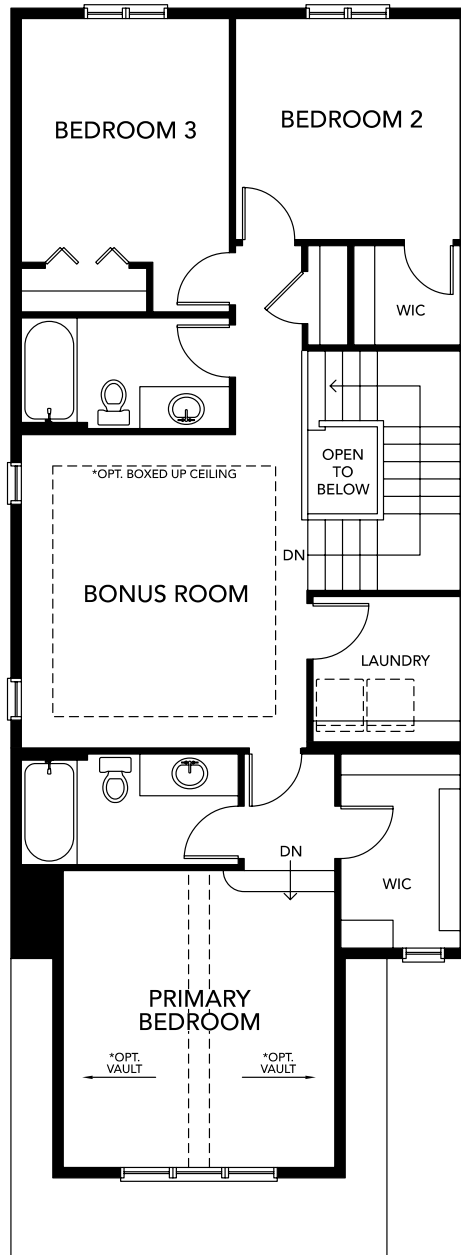 BEDROOM 3
BEDROOM 2
WIC
*OPT. BOXED UP CEILING
OPEN
TO
BELOW
DN
BONUS ROOM
LAUNDRY
DN
WIC
PRIMARY
BEDROOM
*OPT.
VAULT
*OPT.
VAULT